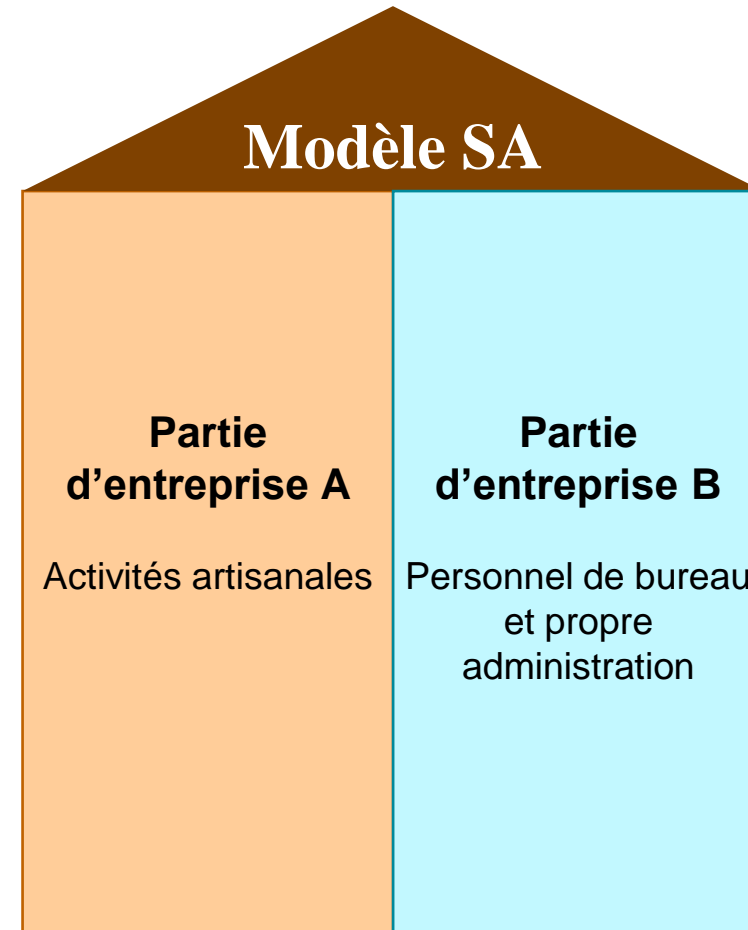 Modèle SA
Partie
d'entreprise A
Activités artisanales
Partie
d'entreprise B
Personnel de bureau
et propre
administration